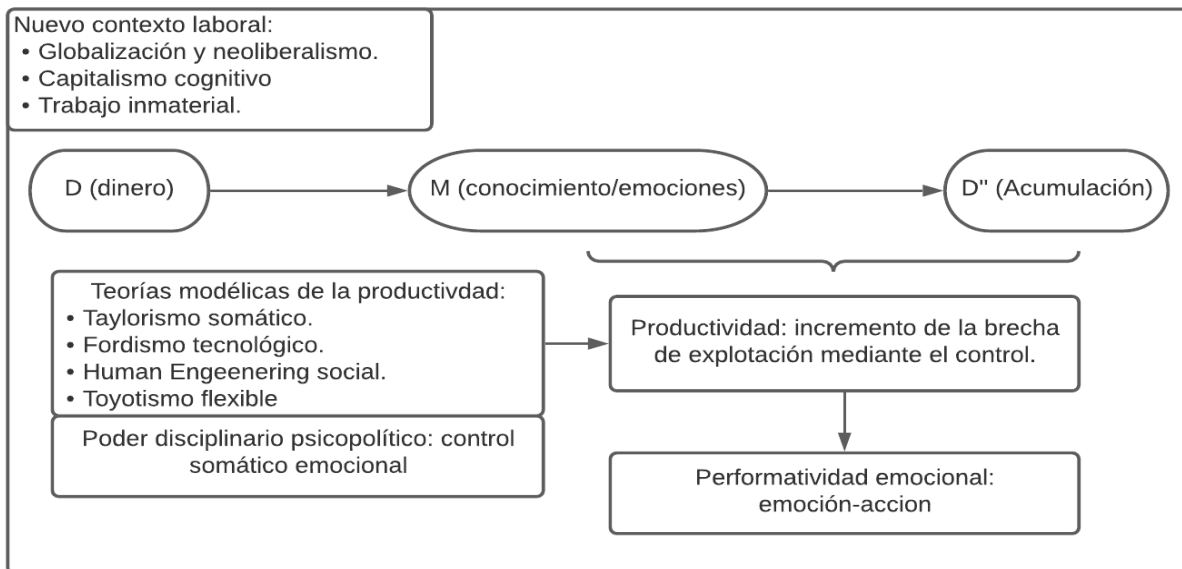 Nuevo contexto laboral:
• Globalización y neoliberalismo.
• Capitalismo cognitivo
• Trabajo inmaterial.
D (dinero)
M (conocimiento/emociones)
D" (Acumulación)
Teorías modélicas de la productivdad:
• Taylorismo somático.
• Fordismo tecnológico.
• Human Engeenering social.
• Toyotismo flexible
Poder disciplinario psicopolítico: control
somático emocional
Productividad: incremento de la brecha
de explotación mediante el control.
Performatividad emocional:
emoción-accion